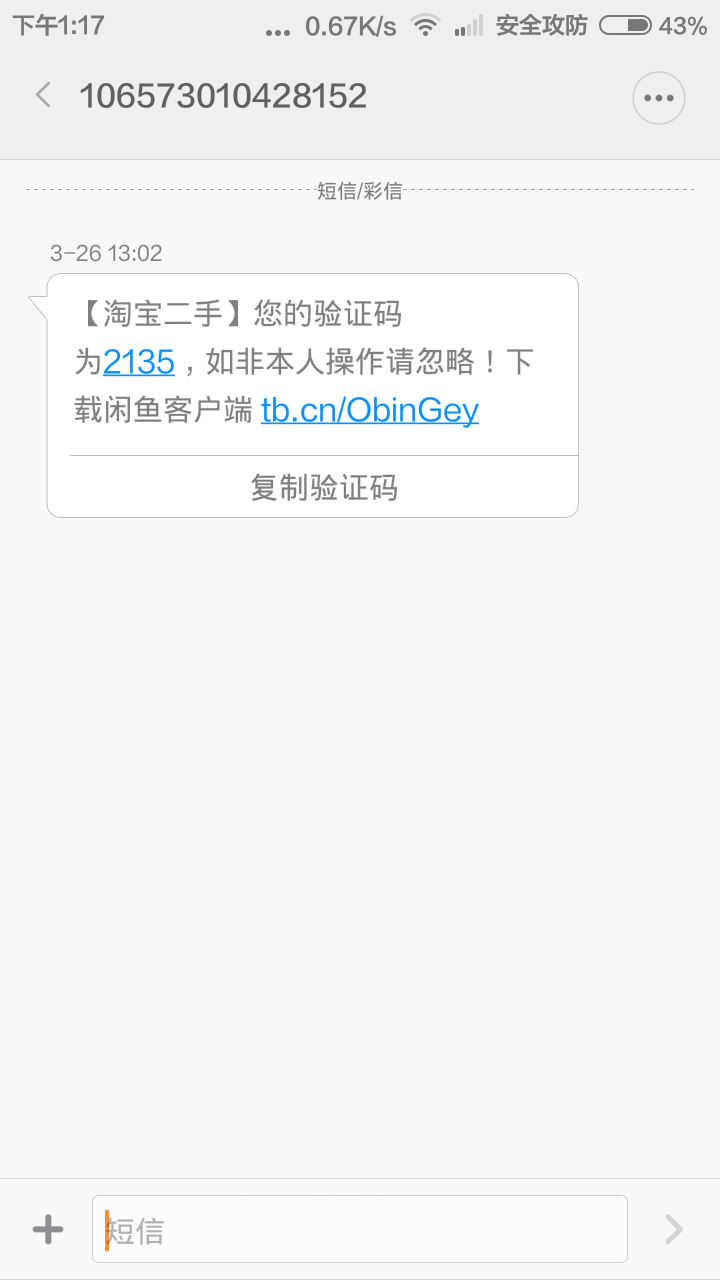 下午1:17 ... 0.67K/s 安全攻防 43%
106573010428152
短信/彩信
3-26 13:02
【淘宝二手】您的验证码
为2135，如非本人操作请忽略！下
载闲鱼客户端 tb.cn/ObinGey
复制验证码
短信